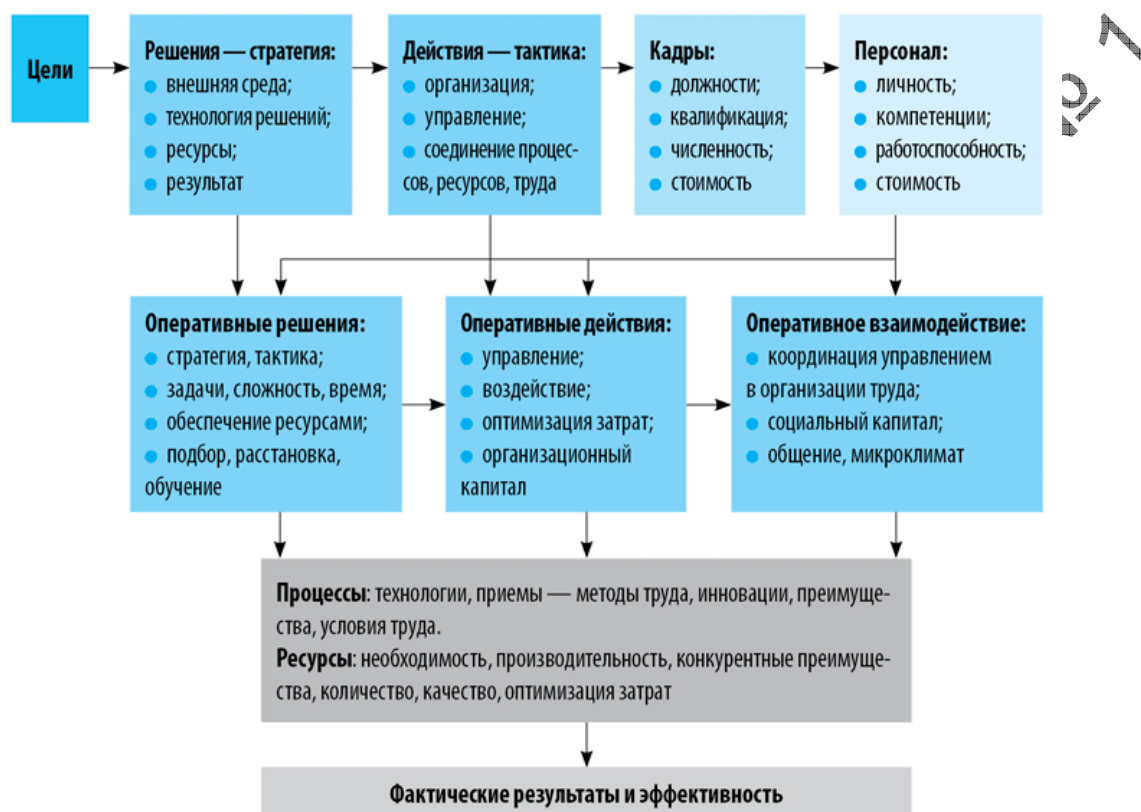 Цели
Решения — стратегия:
● внешняя среда;
● технология решений;
● ресурсы;
● результат
Действия — тактика:
● организация;
● управление;
● соединение процес-
сов, ресурсов, труда
Кадры:
● должности;
● квалификация;
● численность;
● стоимость
Персонал:
● личность;
● компетенции;
● работоспособность;
● стоимость
Оперативные решения:
● стратегия, тактика;
● задачи, сложность, время;
● обеспечение ресурсами;
● подбор, расстановка,
обучение
Оперативные действия:
● управление;
● воздействие;
● оптимизация затрат;
● организационный
капитал
Оперативное взаимодействие:
● координация управлением
в организации труда;
● социальный капитал;
● общение, микроклимат
Процессы: технологии, приемы — методы труда, инновации, преимуще-
ства, условия труда.
Ресурсы: необходимость, производительность, конкурентные преимуще-
ства, количество, качество, оптимизация затрат
Фактические результаты и эффективность